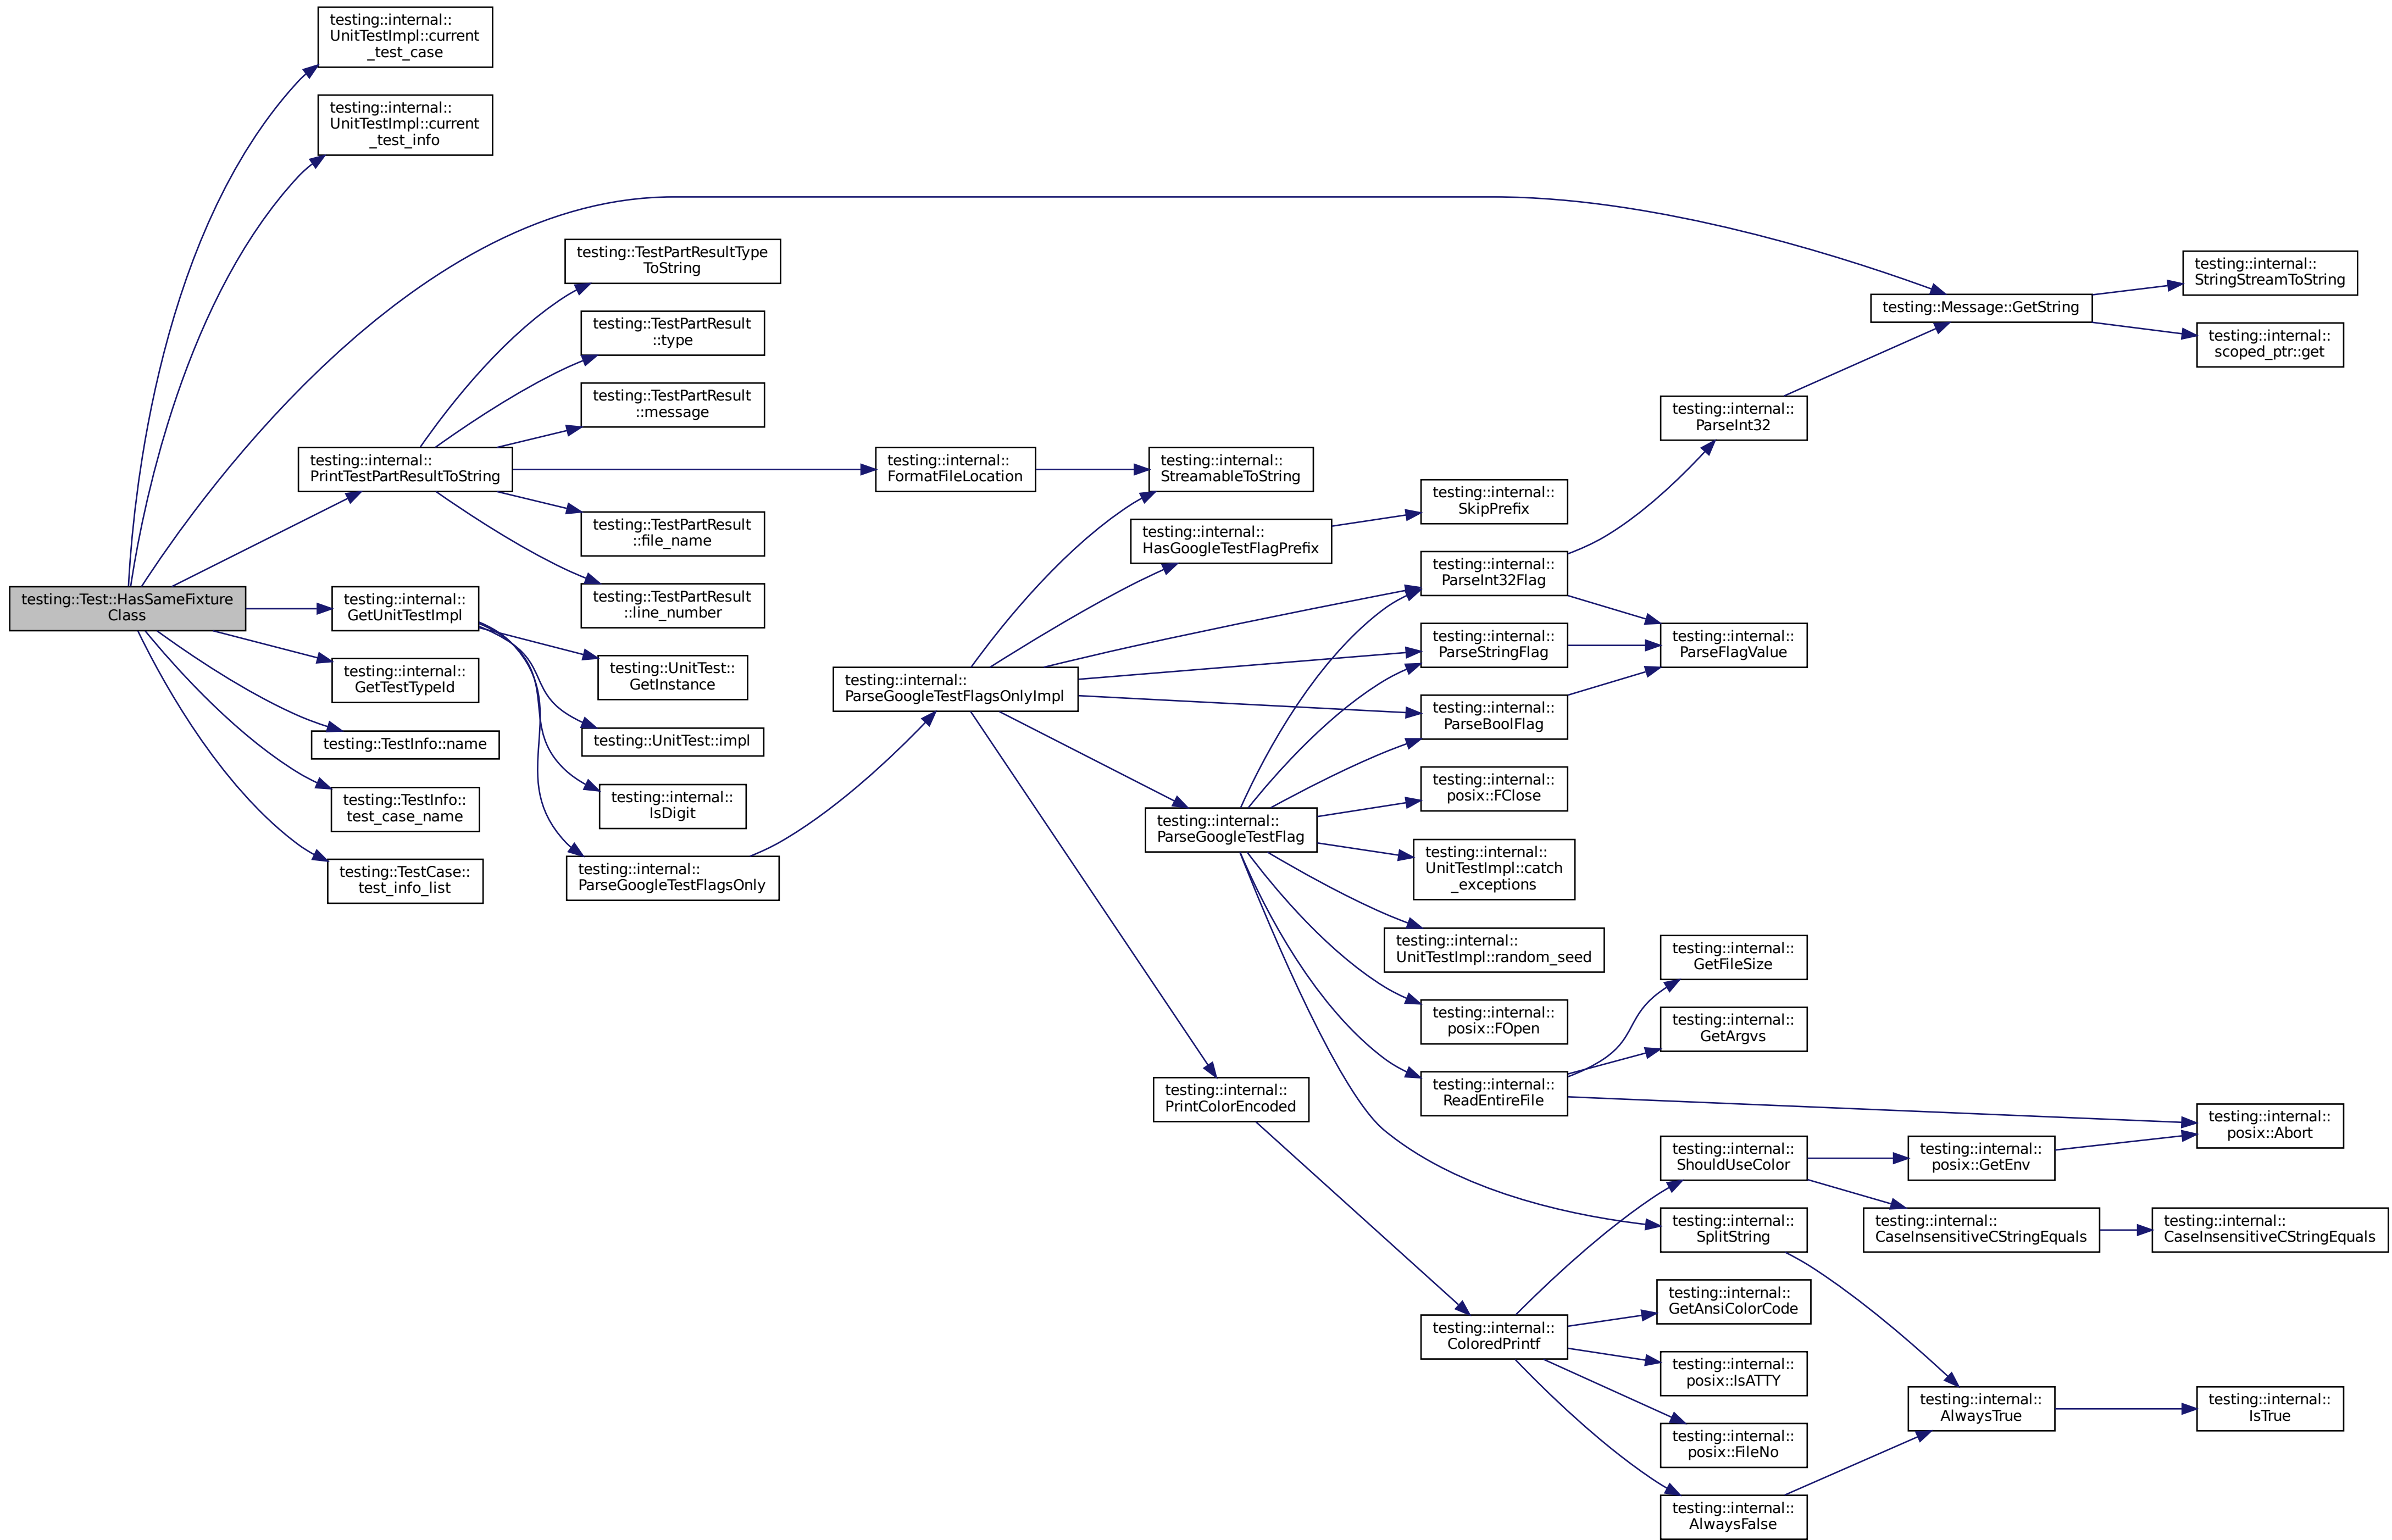 testing::internal::
UnitTestImpl::current
_test_case
testing::internal::
UnitTestImpl::current
_test_info
testing::TestPartResultType
ToString
testing::internal::
StringStreamToString
testing::Message::GetString
testing::TestPartResult
::type
testing::internal::
scoped_ptr::get
testing::TestPartResult
::message
testing::internal::
ParseInt32
testing::internal::
PrintTestPartResultToString
testing::internal::
FormatFileLocation
testing::internal::
StreamableToString
testing::internal::
SkipPrefix
testing::TestPartResult
::file_name
testing::internal::
HasGoogleTestFlagPrefix
testing::internal::
ParseInt32Flag
testing::Test::HasSameFixture
Class
testing::internal::
GetUnitTestImpl
testing::TestPartResult
::line_number
testing::internal::
ParseStringFlag
testing::internal::
ParseFlagValue
testing::internal::
GetTestTypeId
testing::UnitTest::
GetInstance
testing::internal::
ParseGoogleTestFlagsOnlyImpl
testing::internal::
ParseBoolFlag
testing::TestInfo::name
testing::UnitTest::impl
testing::internal::
posix::FClose
testing::TestInfo::
test_case_name
testing::internal::
IsDigit
testing::internal::
ParseGoogleTestFlag
testing::internal::
UnitTestImpl::catch
_exceptions
testing::TestCase::
test_info_list
testing::internal::
ParseGoogleTestFlagsOnly
testing::internal::
UnitTestImpl::random_seed
testing::internal::
GetFileSize
testing::internal::
posix::FOpen
testing::internal::
GetArgvs
testing::internal::
PrintColorEncoded
testing::internal::
ReadEntireFile
testing::internal::
posix::Abort
testing::internal::
ShouldUseColor
testing::internal::
posix::GetEnv
testing::internal::
SplitString
testing::internal::
CaseInsensitiveCStringEquals
testing::internal::
CaseInsensitiveCStringEquals
testing::internal::
GetAnsiColorCode
testing::internal::
ColoredPrintf
testing::internal::
posix::IsATTY
testing::internal::
AlwaysTrue
testing::internal::
IsTrue
testing::internal::
posix::FileNo
testing::internal::
AlwaysFalse